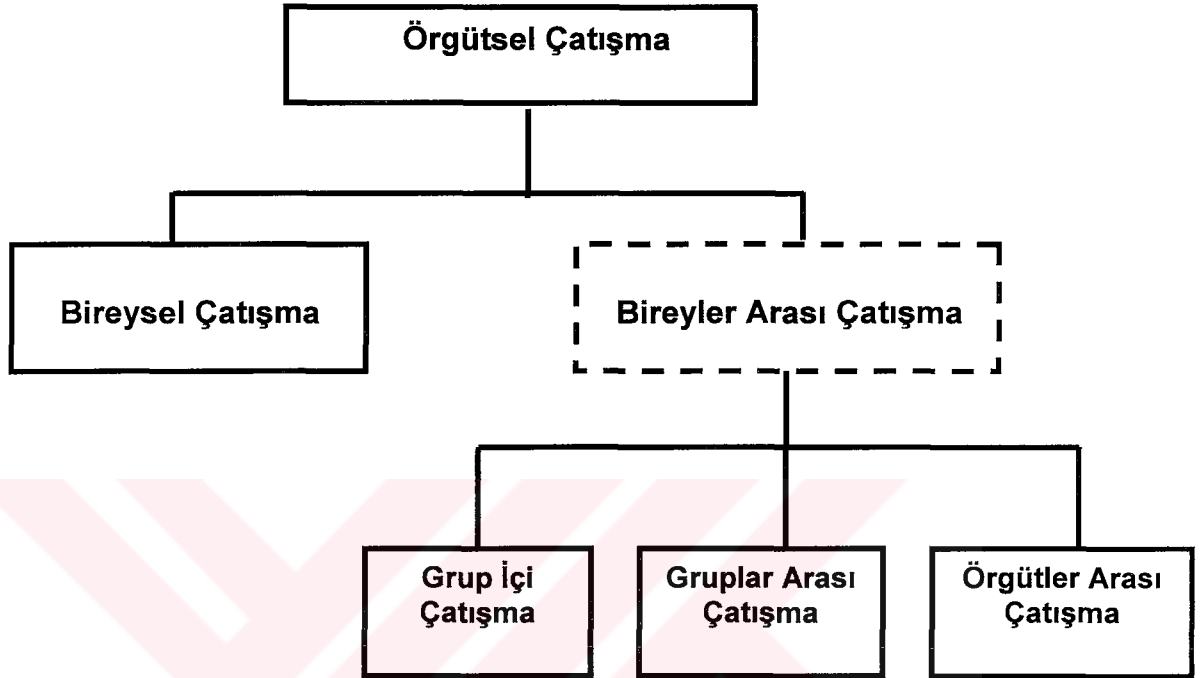 Örgütsel Çatışma
Bireysel Çatışma
Bireyler Arası Çatışma
Grup İçi
Çatışma
Gruplar Arası
Çatışma
Örgütler Arası
Çatışma